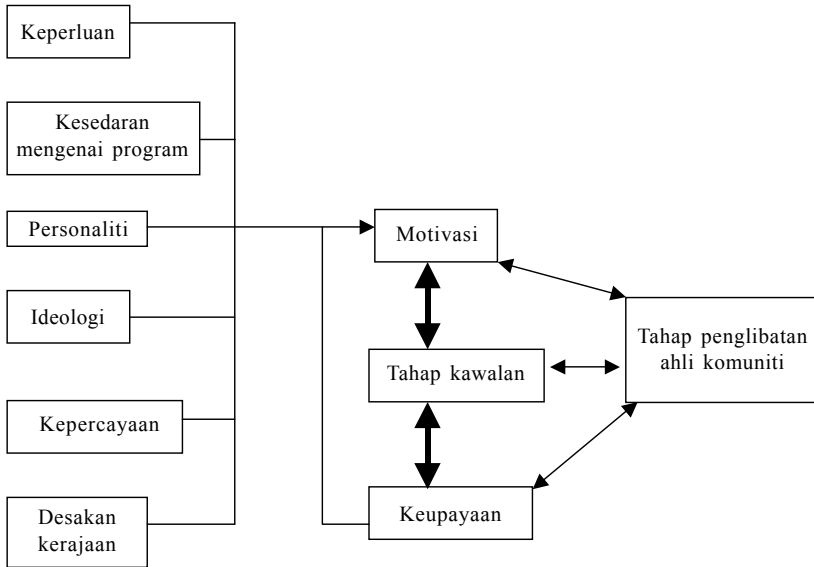 Keperluan
Kesedaran
mengenai program
Personaliti
Ideologi
Kepercayaan
Desakan
kerajaan
Motivasi
Tahap kawalan
Keupayaan
Tahap penglibatan
ahli komuniti